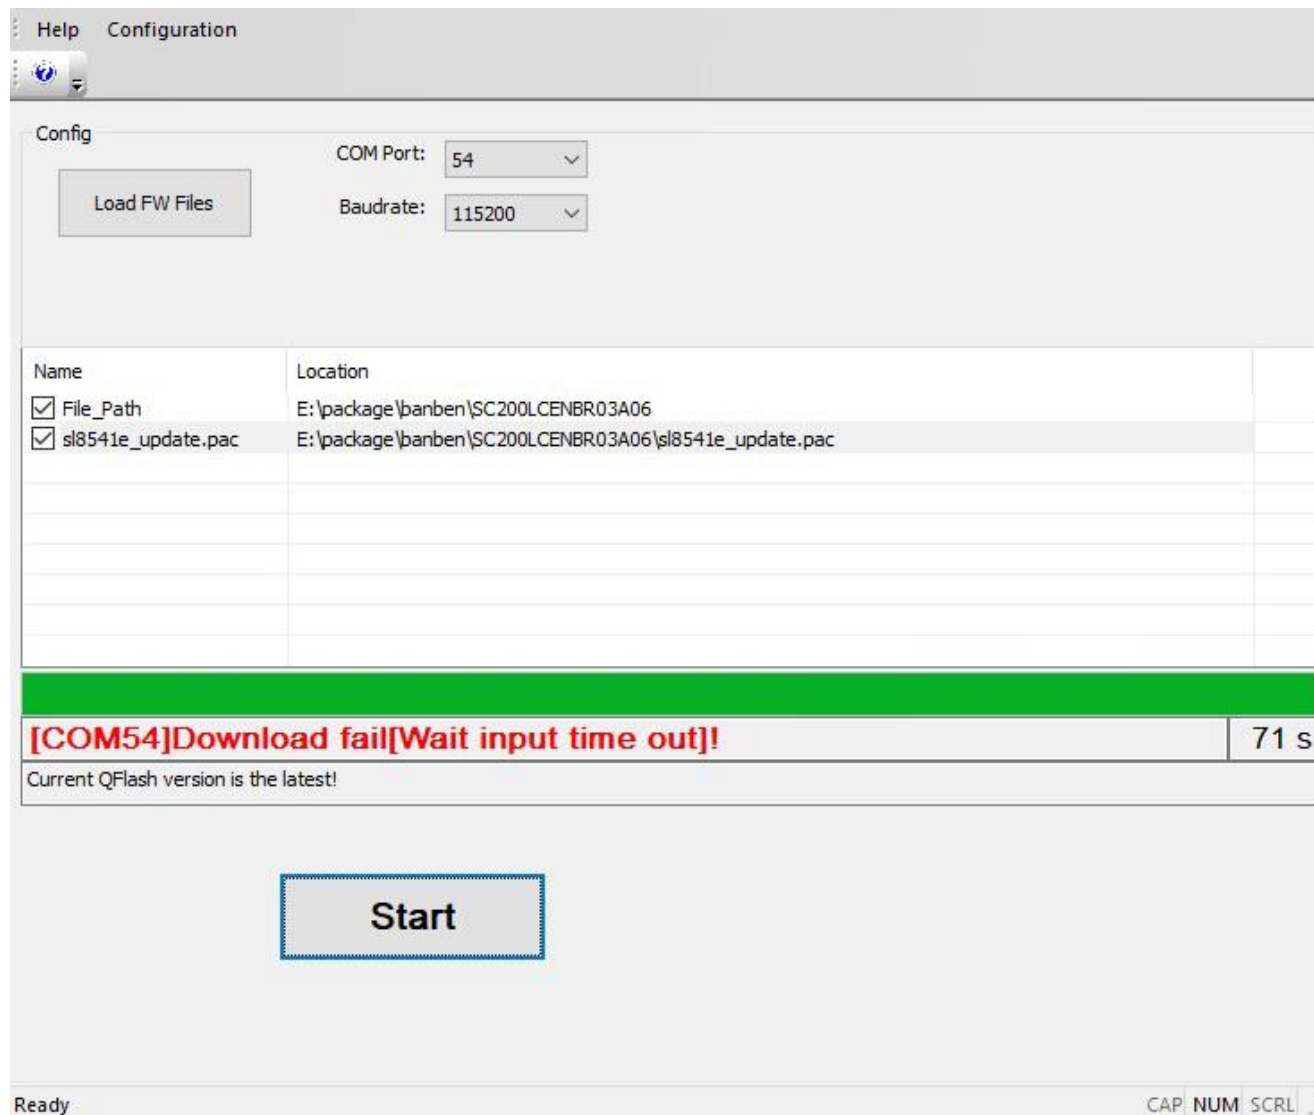 Help Configuration
Config
COM Port: 54
Load FW Files
Baudrate: 115200
Name Location
File_Path E:\package\banben\SC200LCENBR03A06
sl8541e_update.pac E:\package\banben\SC200LCENBR03A06\sl8541e_update.pac
[COM54]Download fail[Wait input time out]! 71 s
Current QFlash version is the latest!
Start
Ready CAP NUM SCRL